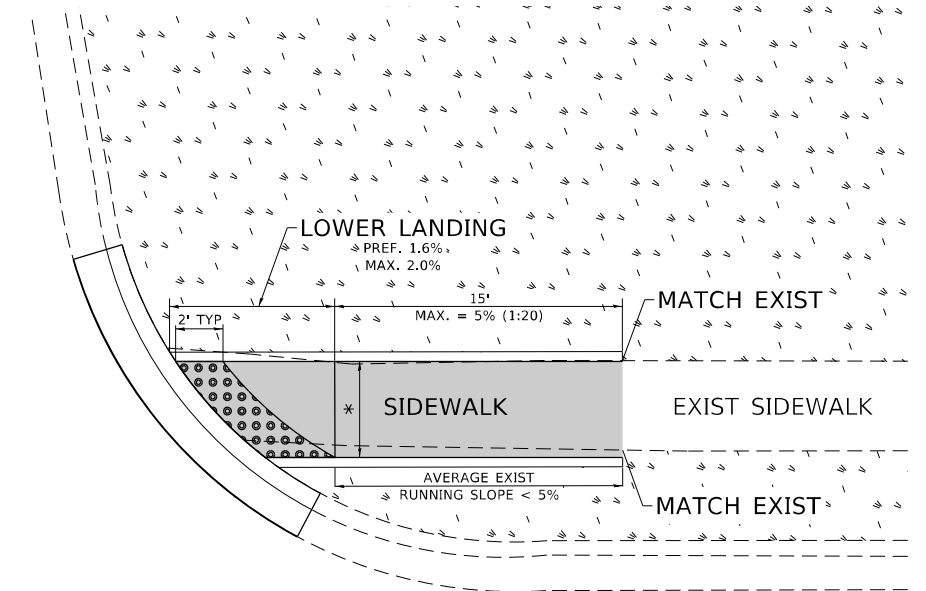 LOWER LANDING
PREF. 1.6%
MAX. 2.0%
15'
MAX. = 5% (1:20)
MATCH EXIST
2' TYP
*
SIDEWALK
EXIST SIDEWALK
AVERAGE EXIST
RUNNING SLOPE < 5%
MATCH EXIST